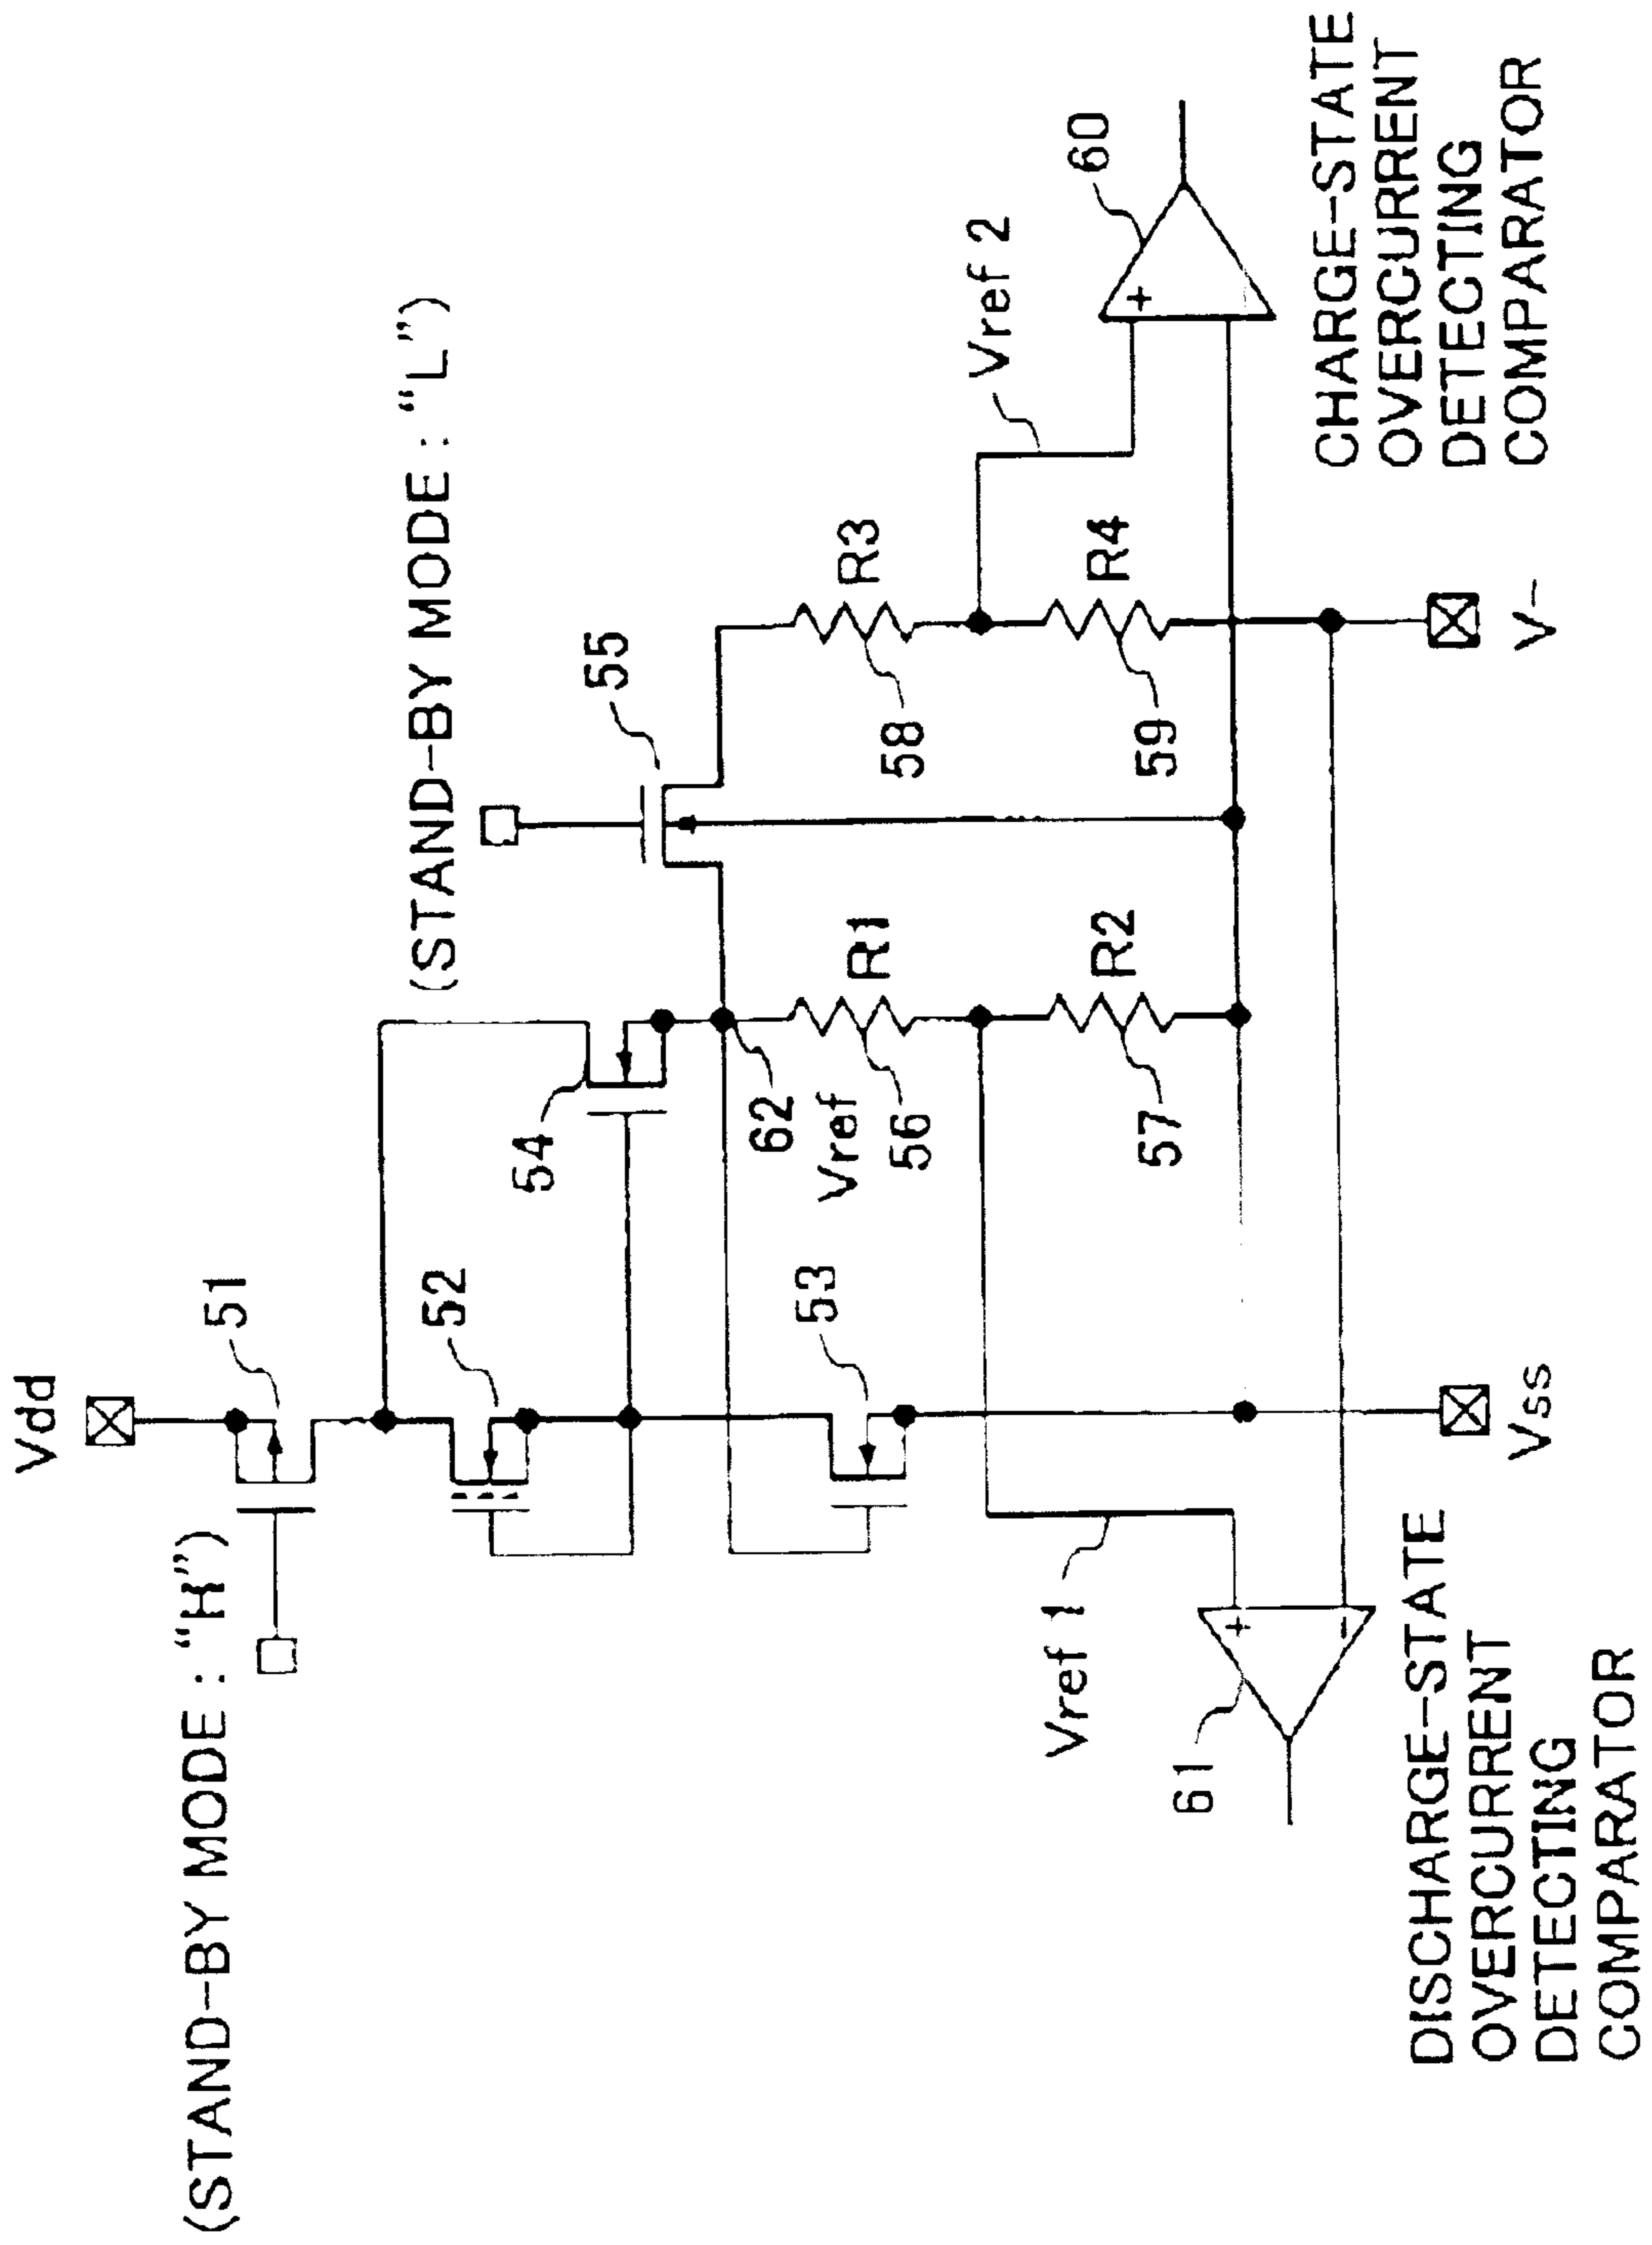 Vdd
(STAND-BY MODE : “H”)
51
52
53
54
(STAND-BY MODE : “L”)
55
62
Vref
R1
56
R2
57
R3
58
R4
59
Vref 2
60
+
CHARGE-STATE
OVERCURRENT
DETECTING
COMPARATOR
V-
Vss
Vref 1
61
+
-
DISCHARGE-STATE
OVERCURRENT
DETECTING
COMPARATOR